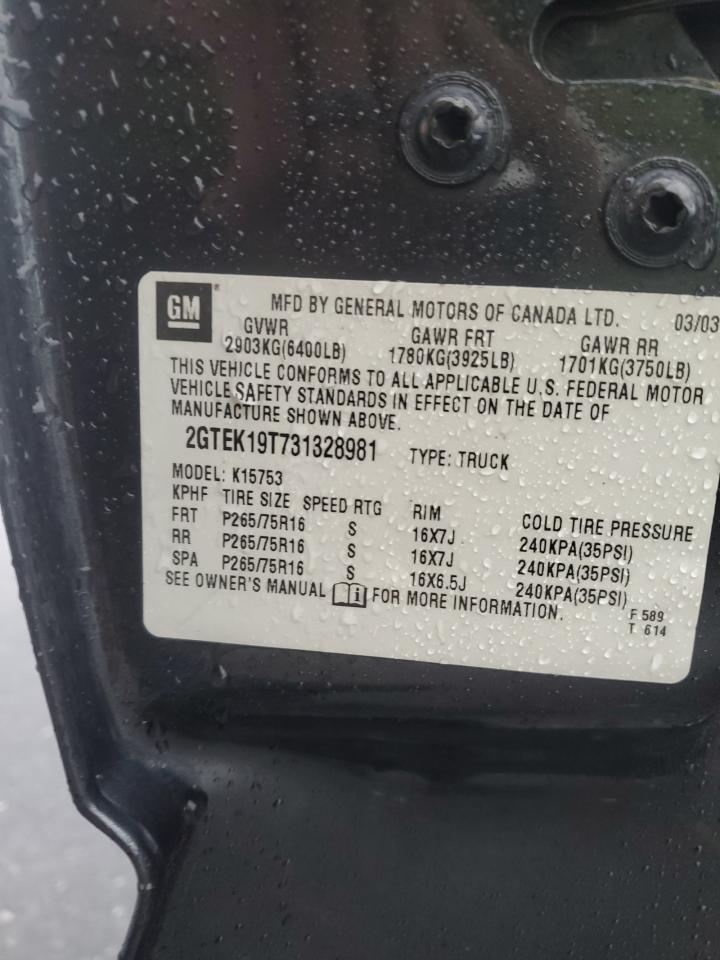 GM
MFD BY GENERAL MOTORS OF CANADA LTD. 03/03
GVWR GAWR FRT GAWR RR
2903KG(6400LB) 1780KG(3925LB) 1701KG(3750LB)
THIS VEHICLE CONFORMS TO ALL APPLICABLE U.S. FEDERAL MOTOR
VEHICLE SAFETY STANDARDS IN EFFECT ON THE DATE OF
MANUFACTURE SHOWN ABOVE.
2GTEK19T731328981 TYPE: TRUCK
MODEL: K15753
KPHF TIRE SIZE SPEED RTG RIM COLD TIRE PRESSURE
FRT P265/75R16 S 16X7J 240KPA(35PSI)
RR P265/75R16 S 16X7J 240KPA(35PSI)
SPA P265/75R16 S 16X6.5J 240KPA(35PSI)
SEE OWNER'S MANUAL FOR MORE INFORMATION.
F 589
T 614